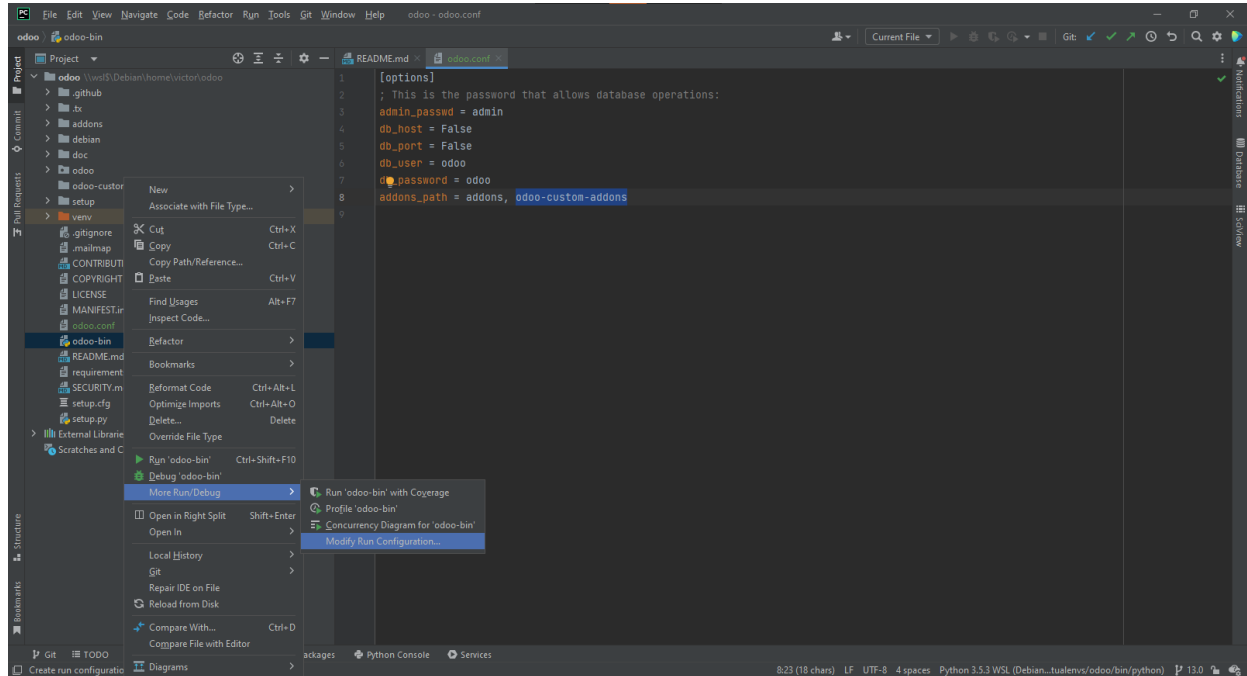 PC File Edit View Navigate Code Refactor Run Tools Git Window Help odoo - odoo.conf
odoo odoo-bin Current File Git:
Project
README.md odoo.conf
odoo \\wsl$\Debian\home\victor\odoo
.github
.tx
addons
debian
doc
odoo
odoo-custor
setup
venv
.gitignore
.mailmap
CONTRIBUTI
COPYRIGHT
LICENSE
MANIFEST.ir
odoo.conf
odoo-bin
README.md
requirement
SECURITY.m
setup.cfg
setup.py
External Librarie
Scratches and C
1 [options]
2 ; This is the password that allows database operations:
3 admin_passwd = admin
4 db_host = False
5 db_port = False
6 db_user = odoo
7 d_password = odoo
8 addons_path = addons, odoo-custom-addons
9
New
Associate with File Type...
Cut Ctrl+X
Copy Ctrl+C
Copy Path/Reference...
Paste Ctrl+V
Find Usages Alt+F7
Inspect Code...
Refactor
Bookmarks
Reformat Code Ctrl+Alt+L
Optimize Imports Ctrl+Alt+O
Delete... Delete
Override File Type
Run 'odoo-bin' Ctrl+Shift+F10
Debug 'odoo-bin'
More Run/Debug
Open in Right Split Shift+Enter
Open In
Local History
Git
Repair IDE on File
Reload from Disk
Compare With... Ctrl+D
Compare File with Editor
Diagrams
Run 'odoo-bin' with Coverage
Profile 'odoo-bin'
Concurrency Diagram for 'odoo-bin'
Modify Run Configuration...
Project
Commit
Pull Requests
Structure
Bookmarks
Notifications
Database
SciView
Git TODO ackages Python Console Services
Create run configuratio 8:23 (18 chars) LF UTF-8 4 spaces Python 3.5.3 WSL (Debian...tualenvs/odoo/bin/python) 13.0